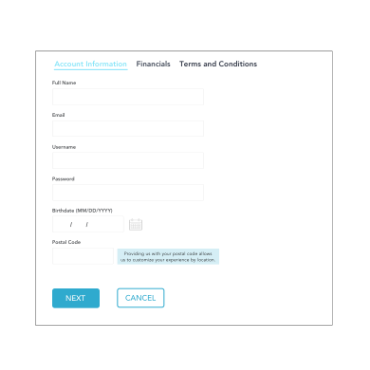 Account Information Financials Terms and Conditions
Full Name
Email
Username
Password
Birthdate (MM/DD/YYYY)
/ /
Postal Code
Providing us with your postal code allows
us to customize your experience by location.
NEXT CANCEL